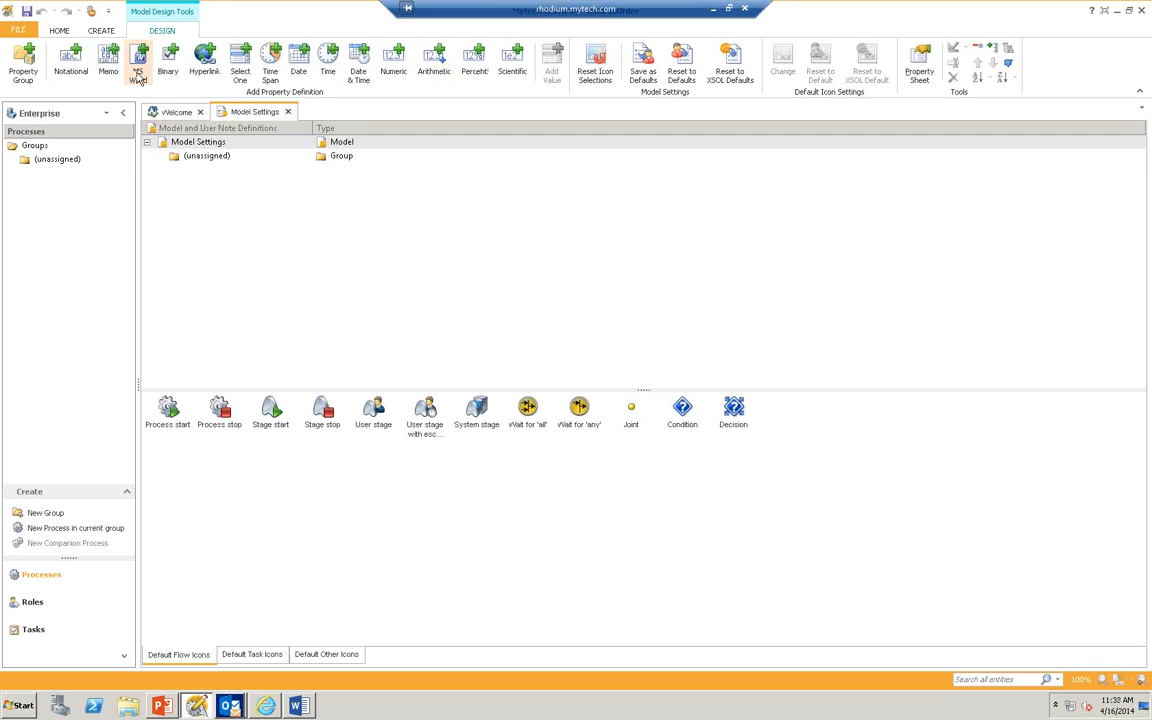 Model Design Tools
rhodium.mytech.com
FILE
HOME
CREATE
DESIGN
Property Group
Notational
Memo
MS Word
Binary
Hyperlink
Select One
Time Span
Date
Time
Date & Time
Numeric
Arithmetic
Percent
Scientific
Add Value
Reset Icon Selections
Save as Defaults
Reset to Defaults
Reset to XSOL Defaults
Change
Reset to Default
Reset to XSOL Default
Property Sheet
Add Property Definition
Model Settings
Default Icon Settings
Tools
Enterprise
Welcome
Model Settings
Processes
Groups
(unassigned)
Model and User Note Definitions
Type
Model Settings
Model
(unassigned)
Group
Process start
Process stop
Stage start
Stage stop
User stage
User stage with esc...
System stage
Wait for 'all'
Wait for 'any'
Joint
Condition
Decision
Create
New Group
New Process in current group
New Companion Process
Processes
Roles
Tasks
Default Flow Icons
Default Task Icons
Default Other Icons
Search all entities
100%
Start
11:33 AM
4/16/2014